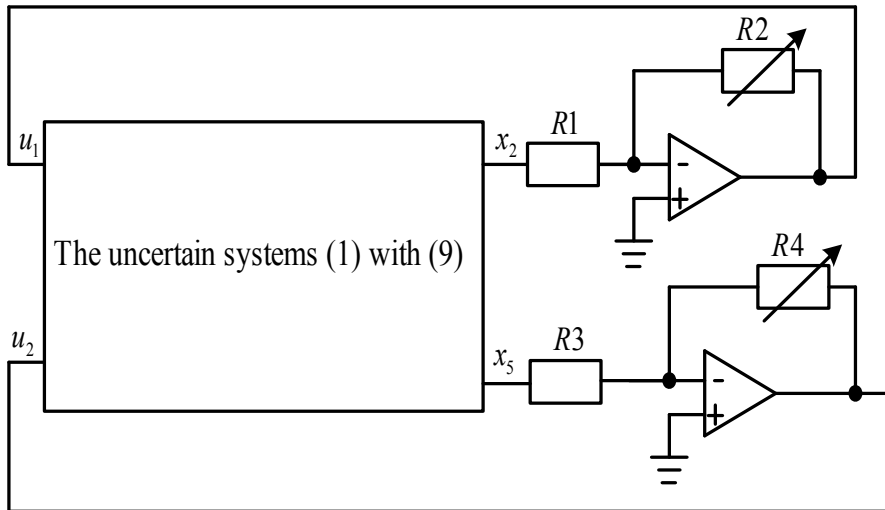 R2
u₁
x₂
R1
-
+
The uncertain systems (1) with (9)
R4
u₂
x₅
R3
-
+